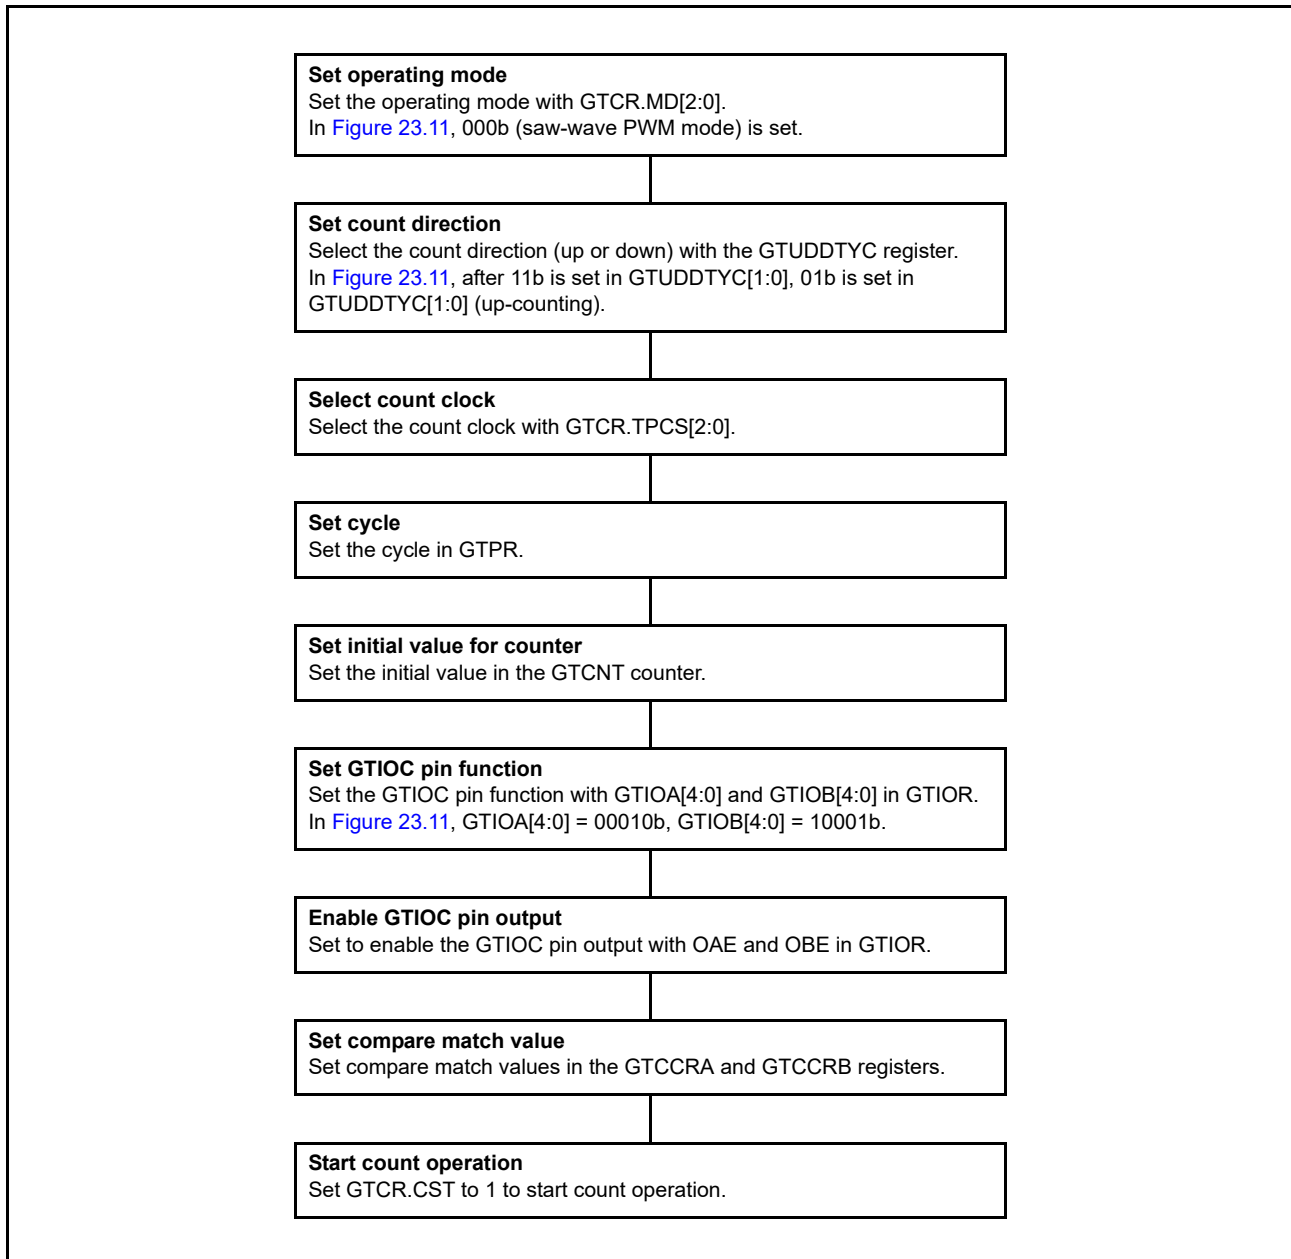 Set operating mode
Set the operating mode with GTCR.MD[2:0].
In Figure 23.11, 000b (saw-wave PWM mode) is set.
Set count direction
Select the count direction (up or down) with the GTUDDTYC register.
In Figure 23.11, after 11b is set in GTUDDTYC[1:0], 01b is set in
GTUDDTYC[1:0] (up-counting).
Select count clock
Select the count clock with GTCR.TPCS[2:0].
Set cycle
Set the cycle in GTPR.
Set initial value for counter
Set the initial value in the GTCNT counter.
Set GTIOC pin function
Set the GTIOC pin function with GTIOA[4:0] and GTIOB[4:0] in GTIOR.
In Figure 23.11, GTIOA[4:0] = 00010b, GTIOB[4:0] = 10001b.
Enable GTIOC pin output
Set to enable the GTIOC pin output with OAE and OBE in GTIOR.
Set compare match value
Set compare match values in the GTCCRA and GTCCRB registers.
Start count operation
Set GTCR.CST to 1 to start count operation.